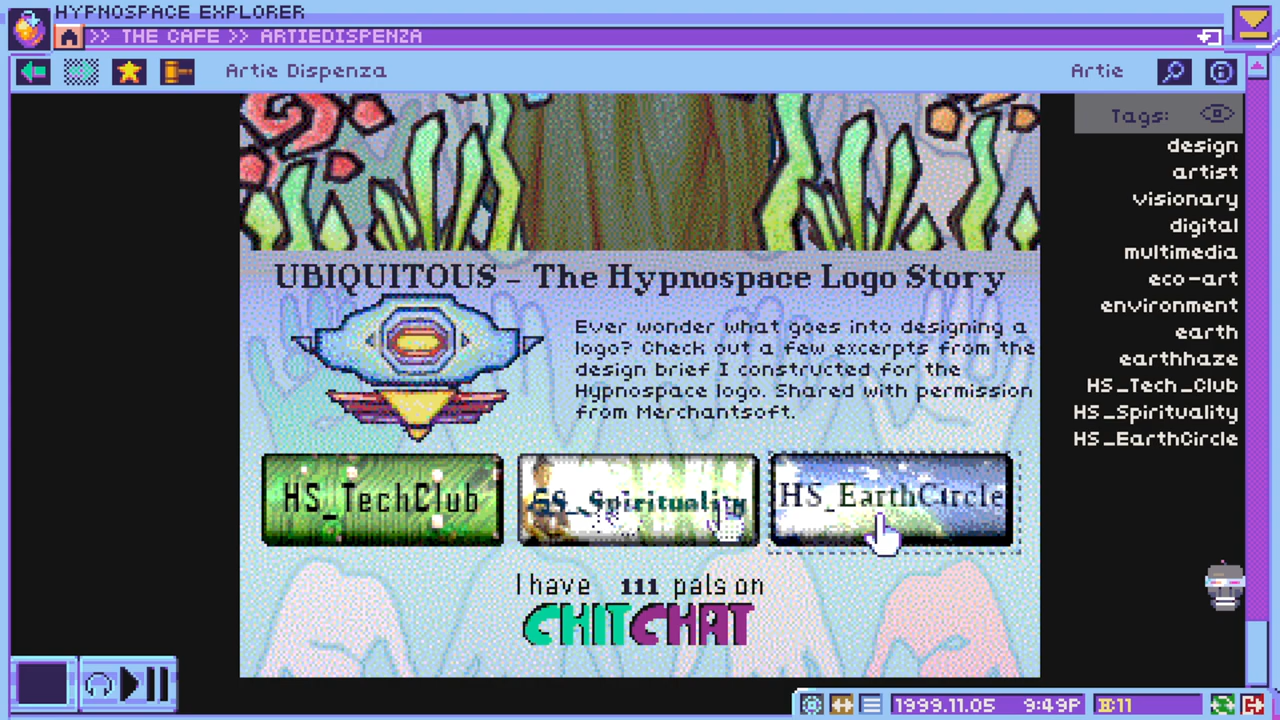 HYPNOSPACE EXPLORER
>> THE CAFE >> ARTIEDISPENZA
Artie Dispenza
Artie
Tags:
design
artist
visionary
digital
multimedia
eco-art
environment
earth
earthhaze
HS_Tech_Club
HS_Spirituality
HS_EarthCircle
UBIQUITOUS - The Hypnospace Logo Story
Ever wonder what goes into designing a
logo? Check out a few excerpts from the
design brief I constructed for the
Hypnospace logo. Shared with permission
from Merchantsoft.
HS_TechClub
HS_Spirituality
HS_EarthCircle
I have 111 pals on
CHITCHAT
1999.11.05 9:49P
11